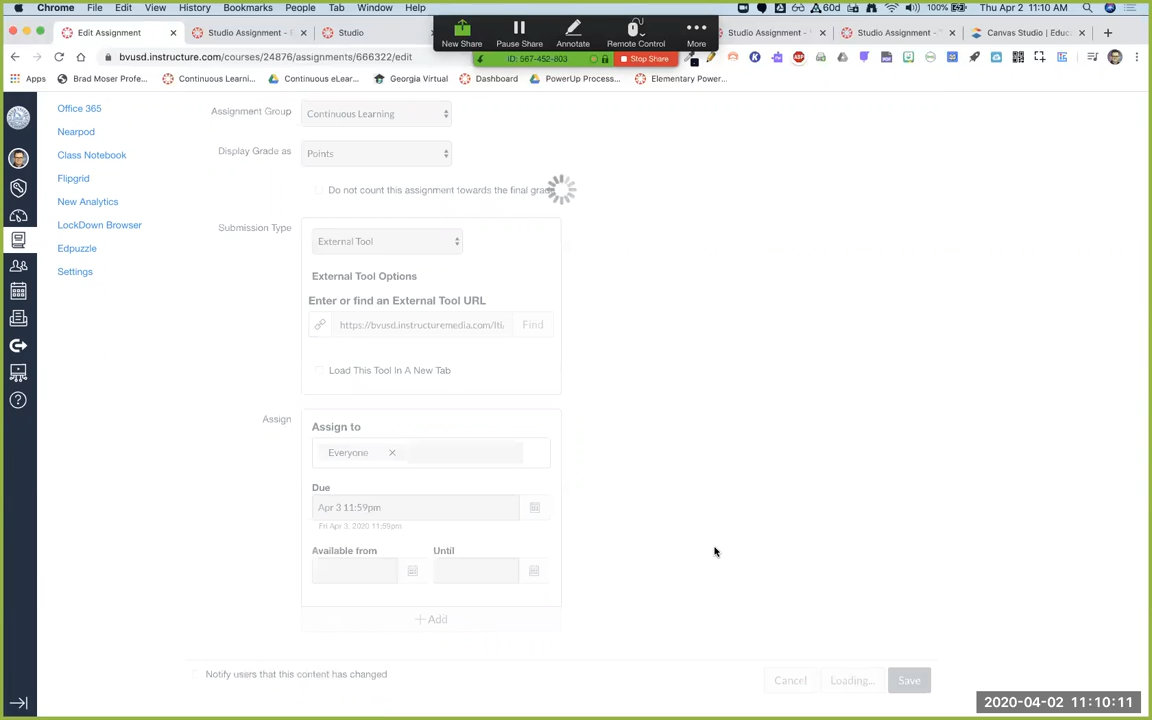 Chrome File Edit View History Bookmarks People Tab Window Help
60d 100% Thu Apr 2 11:10 AM
Edit Assignment
Studio Assignment -
Studio
Studio Assignment -
Studio Assignment -
Canvas Studio | Educ
New Share
Pause Share
Annotate
Remote Control
More
ID: 567-452-803
Stop Share
bvusd.instructure.com/courses/24876/assignments/666322/edit
Apps
Brad Moser Profe...
Continuous Learni...
Continuous eLear...
Georgia Virtual
Dashboard
PowerUp Process...
Elementary Powe...
Office 365
Nearpod
Class Notebook
Flipgrid
New Analytics
LockDown Browser
Edpuzzle
Settings
Assignment Group
Continuous Learning
Display Grade as
Points
Do not count this assignment towards the final grade
Submission Type
External Tool
External Tool Options
Enter or find an External Tool URL
https://bvusd.instructuremedia.com/lti/
Find
Load This Tool In A New Tab
Assign
Assign to
Everyone
Due
Apr 3 11:59pm
Fri Apr 3, 2020 11:59pm
Available from
Until
+ Add
Notify users that this content has changed
Cancel
Loading...
Save
2020-04-02 11:10:11